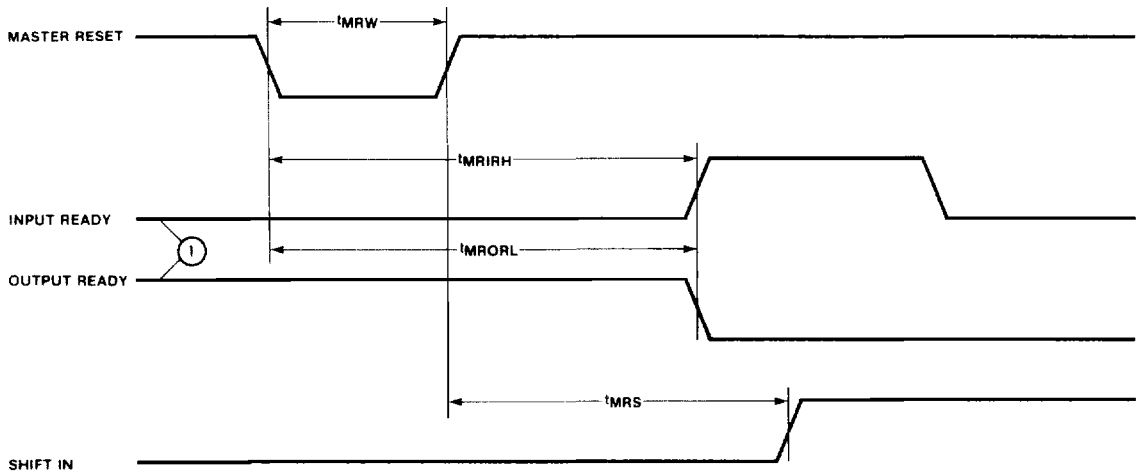 tMRW
MASTER RESET
tMRIRH
INPUT READY
1
tMRORL
OUTPUT READY
tMRS
SHIFT IN